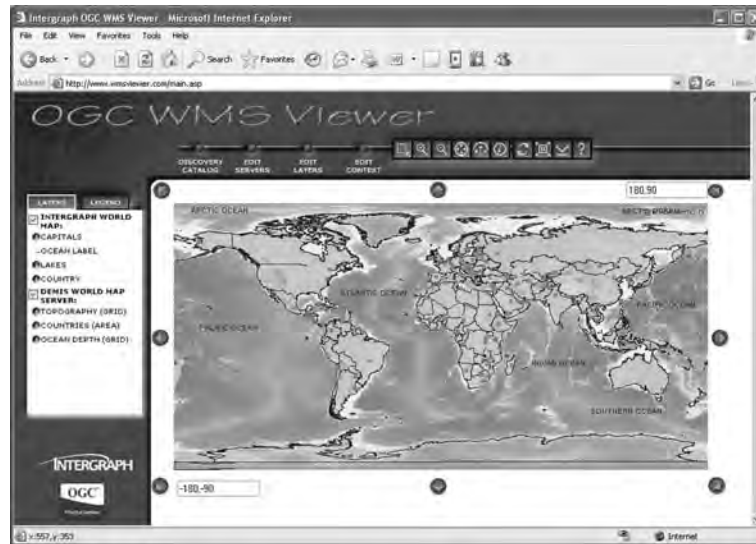 Intergraph OGC WMS Viewer - Microsoft Internet Explorer
File Edit View Favorites Tools Help
Back Search Favorites
Address http://www.wmsviewer.com/main.asp Go
OGC WMS Viewer
DISCOVERY CATALOG
EDIT SERVERS
EDIT LAYERS
EDIT CONTEXT
LAYERS LEGEND
180,90
INTERGRAPH WORLD
MAP:
CAPITALS
OCEAN LABEL
LAKES
COUNTRY
DEMIS WORLD MAP
SERVER:
TOPOGRAPHY (GRID)
COUNTRIES (AREA)
OCEAN DEPTH (GRID)
ARCTIC OCEAN
ATLANTIC OCEAN
PACIFIC OCEAN
PACIFIC OCEAN
INDIAN OCEAN
SOUTHERN OCEAN
INTERGRAPH
OGC
-180,-90
x:557,y:353 Internet